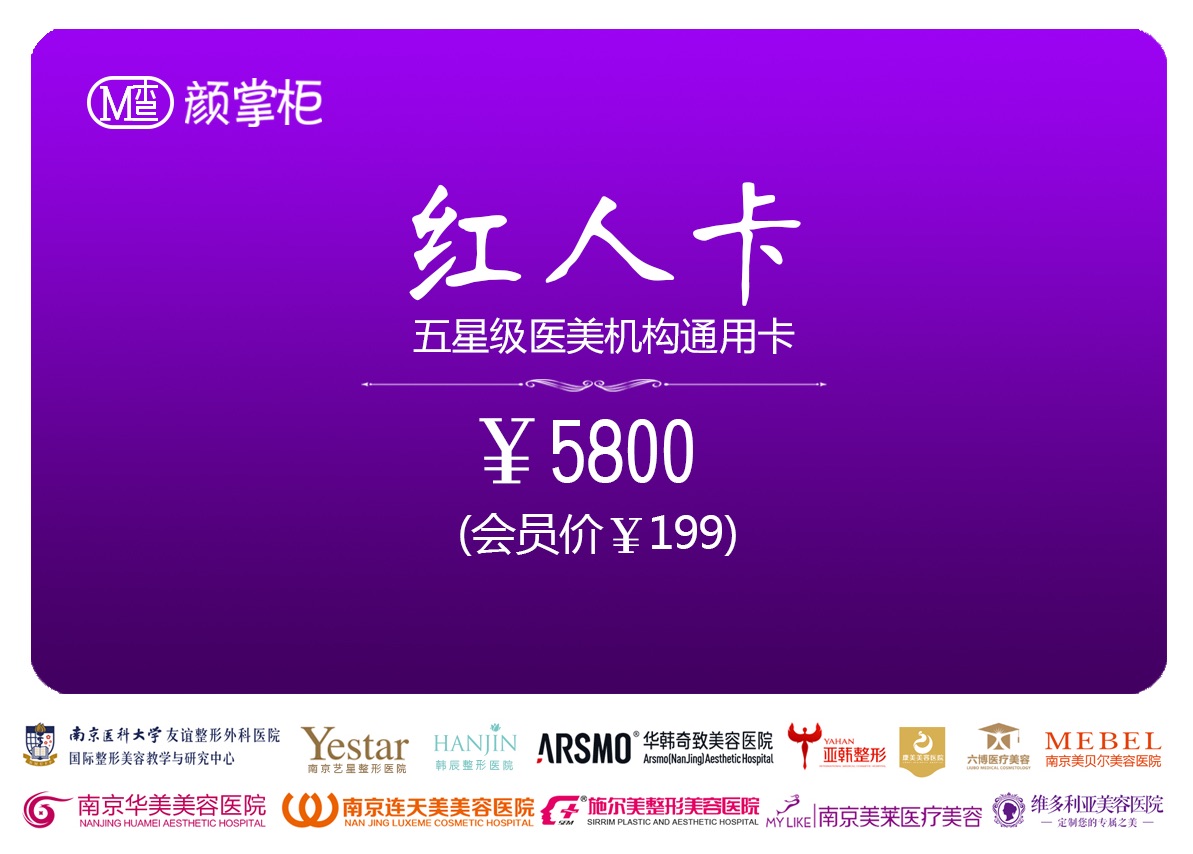 颜掌柜
红人卡
五星级医美机构通用卡
￥5800
(会员价￥199)
南京医科大学友谊整形外科医院
国际整形美容教学与研究中心
Yestar
南京艺星整形医院
HANJIN
韩辰整形医院
ARSMO®
华韩奇致美容医院
Arsmo(NanJing)Aesthetic Hospital
YAHAN
亚韩整形
六博医疗美容
LIUBO MEDICAL COSMETOLOGY
MEBEL
南京美贝尔美容医院
南京华美美容医院
NANJING HUAMEI AESTHETIC HOSPITAL
南京连天美美容医院
NAN JING LUXEME COSMETIC HOSPITAL
施尔美整形美容医院
SIRRIM PLASTIC AND AESTHETIC HOSPITAL
MYLIKE
南京美莱医疗美容
维多利亚美容医院
— 定制您的专属之美 —